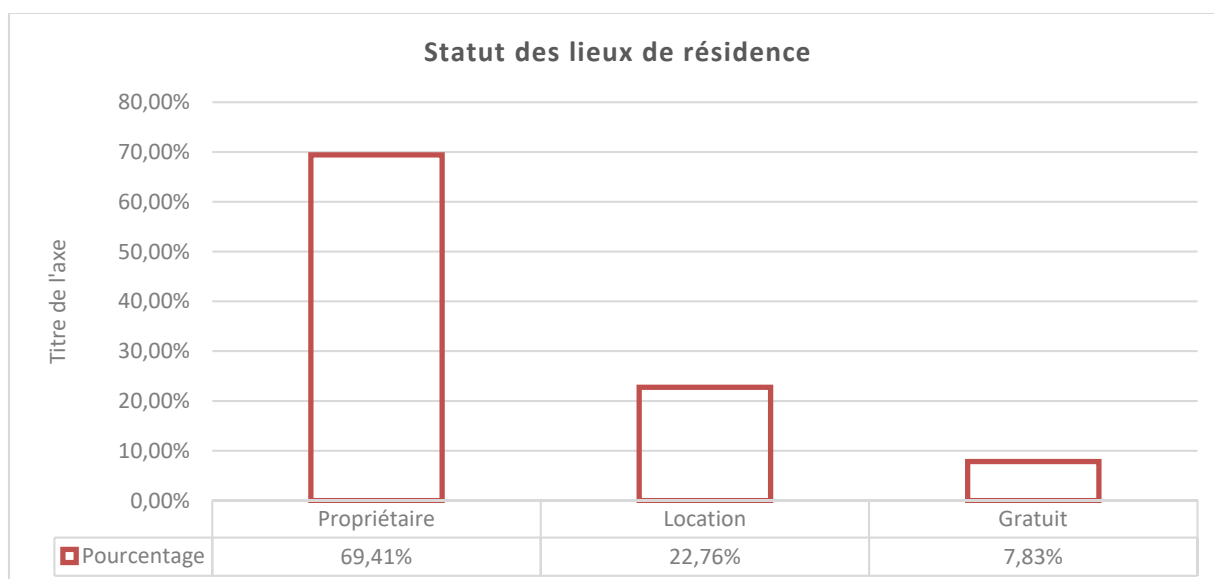 Statut des lieux de résidence
80,00%
70,00%
60,00%
50,00%
40,00%
30,00%
20,00%
10,00%
0,00%
Titre de l'axe
Propriétaire Location Gratuit
Pourcentage 69,41% 22,76% 7,83%